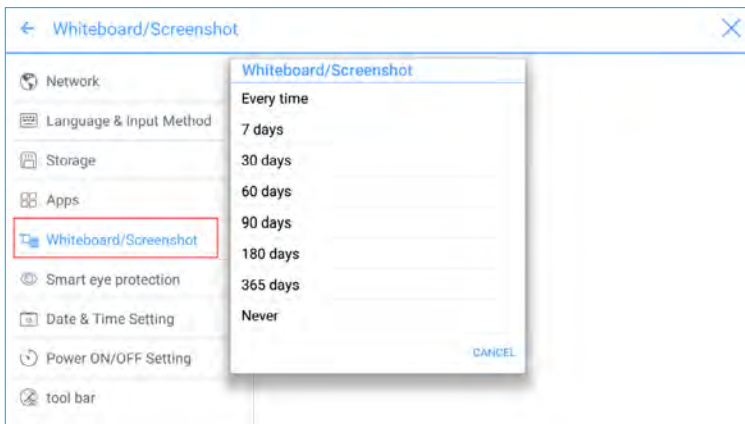 Whiteboard/Screenshot
Network
Language & Input Method
Storage
Apps
Whiteboard/Screenshot
Smart eye protection
Date & Time Setting
Power ON/OFF Setting
tool bar
Whiteboard/Screenshot
Every time
7 days
30 days
60 days
90 days
180 days
365 days
Never
CANCEL